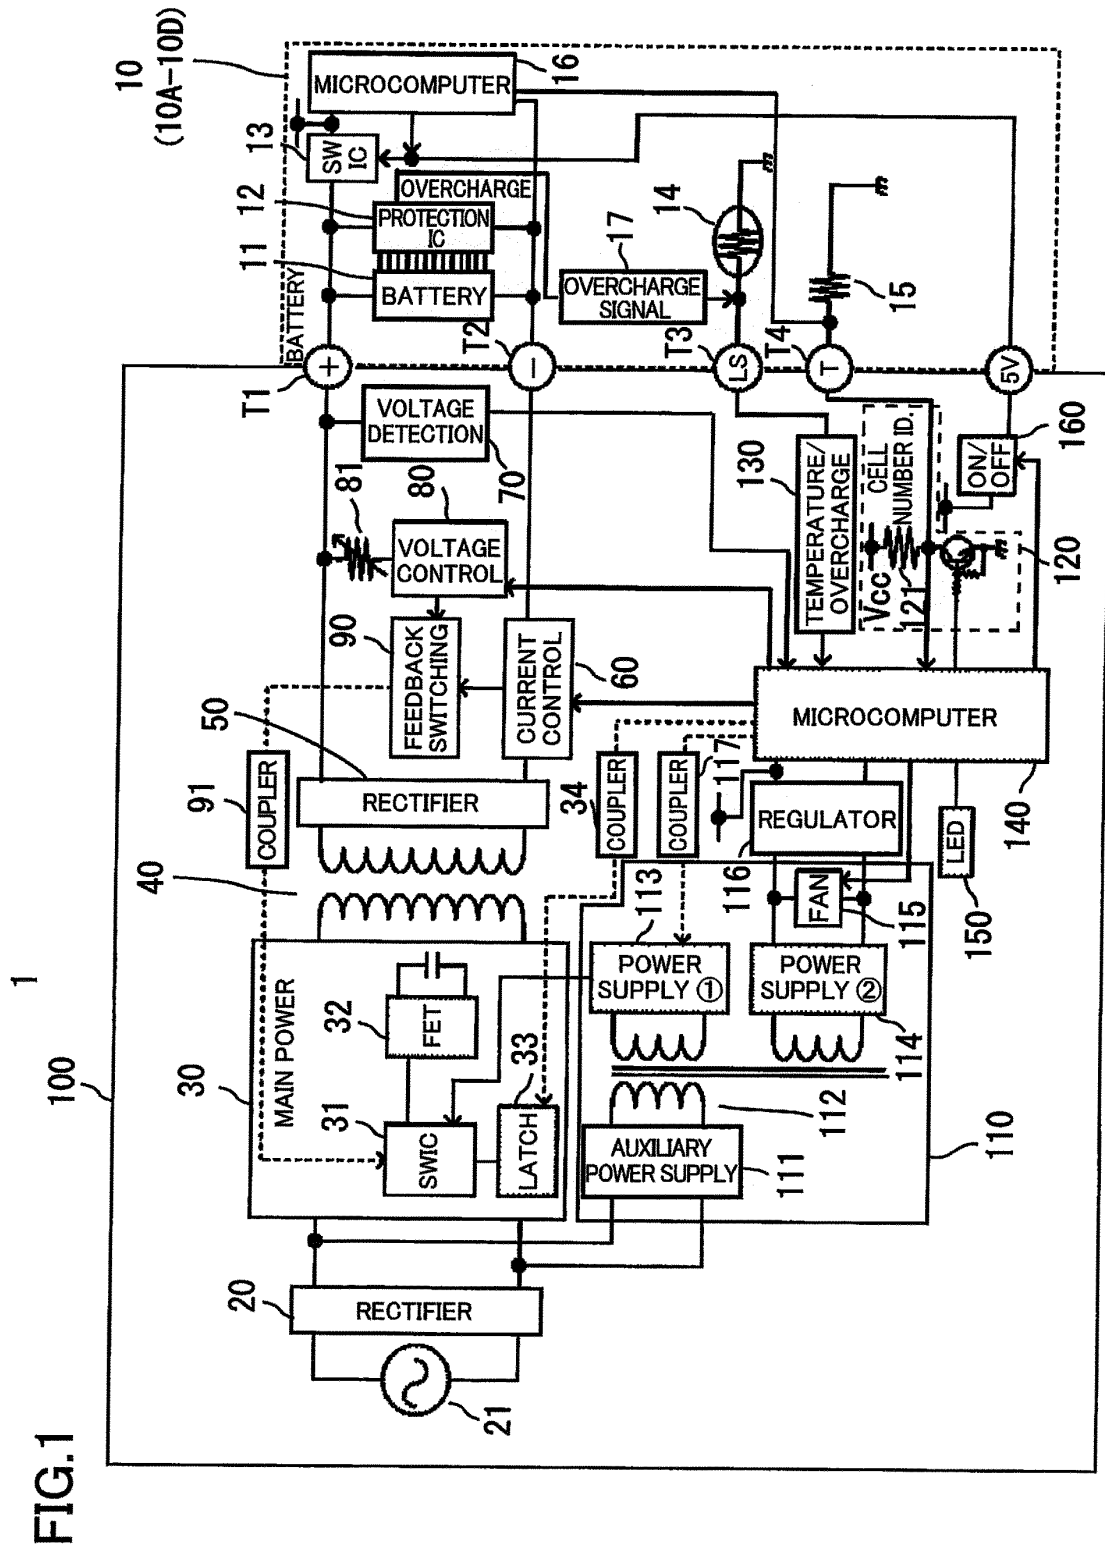 FIG.1
1
100
10
(10A-10D)
BATTERY
MICROCOMPUTER
16
13
SW
IC
12
PROTECTION
IC
OVERCHARGE
11
BATTERY
17
OVERCHARGE
SIGNAL
14
15
T1
+
T2
−
T3
LS
T4
T
5V
VOLTAGE
DETECTION
70
81
80
VOLTAGE
CONTROL
90
FEEDBACK
SWITCHING
CURRENT
CONTROL
60
50
RECTIFIER
91
COUPLER
40
30
MAIN POWER
32
FET
31
SWIC
33
LATCH
20
RECTIFIER
21
130
TEMPERATURE/
OVERCHARGE
CELL
NUMBER ID.
Vcc
121
120
ON/
OFF
160
MICROCOMPUTER
140
34
COUPLER
COUPLER
117
REGULATOR
116
LED
150
FAN
115
113
POWER
SUPPLY ①
POWER
SUPPLY ②
114
112
AUXILIARY
POWER SUPPLY
111
110